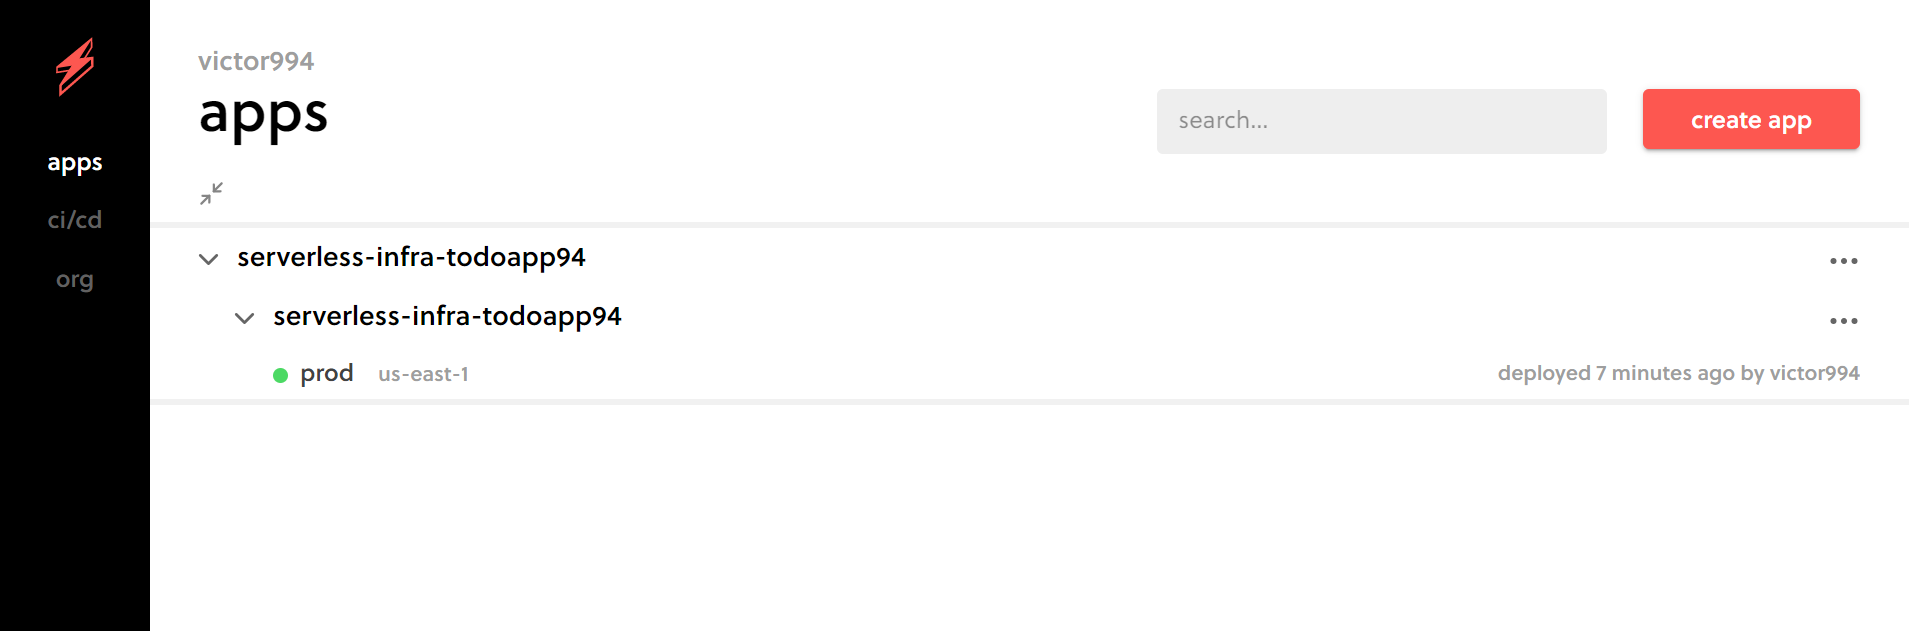 victor994
apps
search...
create app
apps
ci/cd
org
serverless-infra-todoapp94
serverless-infra-todoapp94
prod us-east-1 deployed 7 minutes ago by victor994